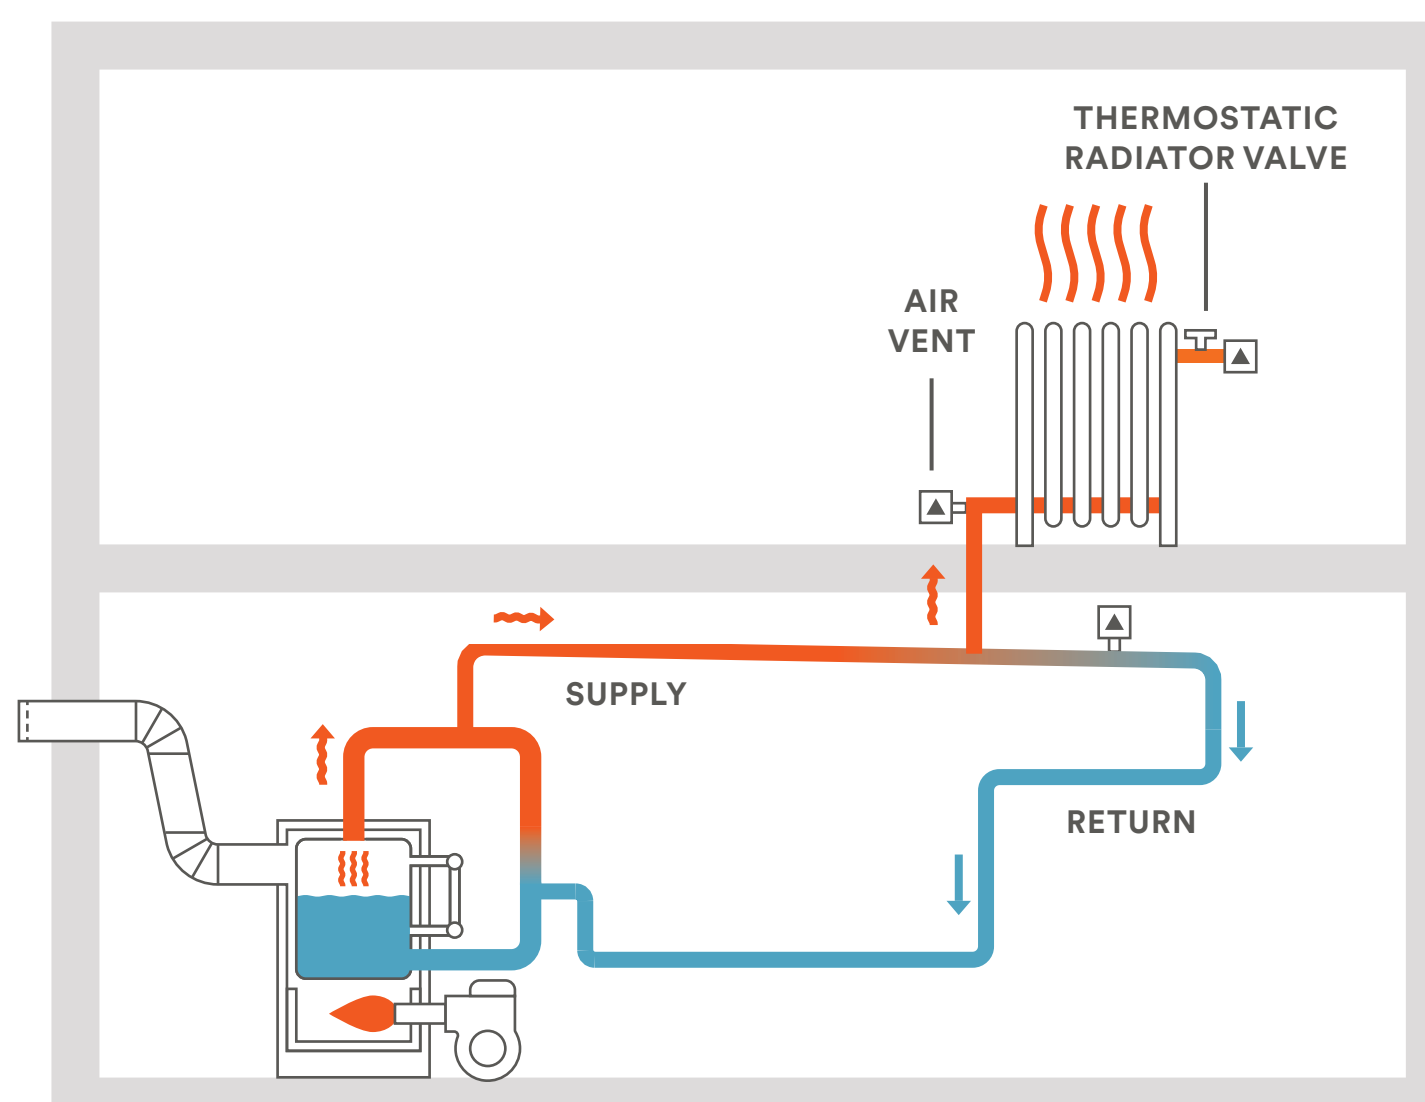 THERMOSTATIC
RADIATOR VALVE
AIR
VENT
SUPPLY
RETURN